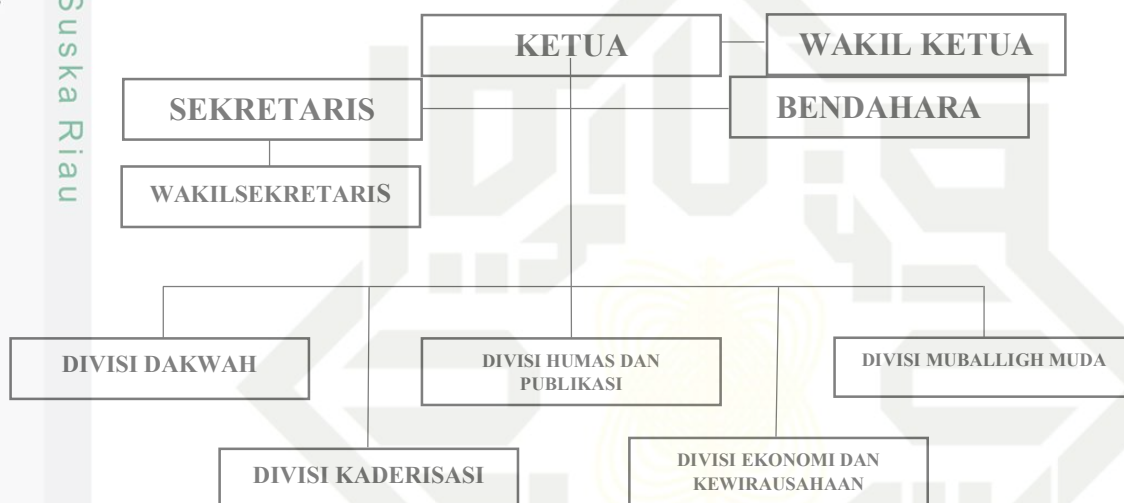 Suska Riau
KETUA
WAKIL KETUA
SEKRETARIS
BENDAHARA
WAKILSEKRETARIS
DIVISI DAKWAH
DIVISI HUMAS DAN
PUBLIKASI
DIVISI MUBALLIGH MUDA
DIVISI KADERISASI
DIVISI EKONOMI DAN
KEWIRAUSAHAAN